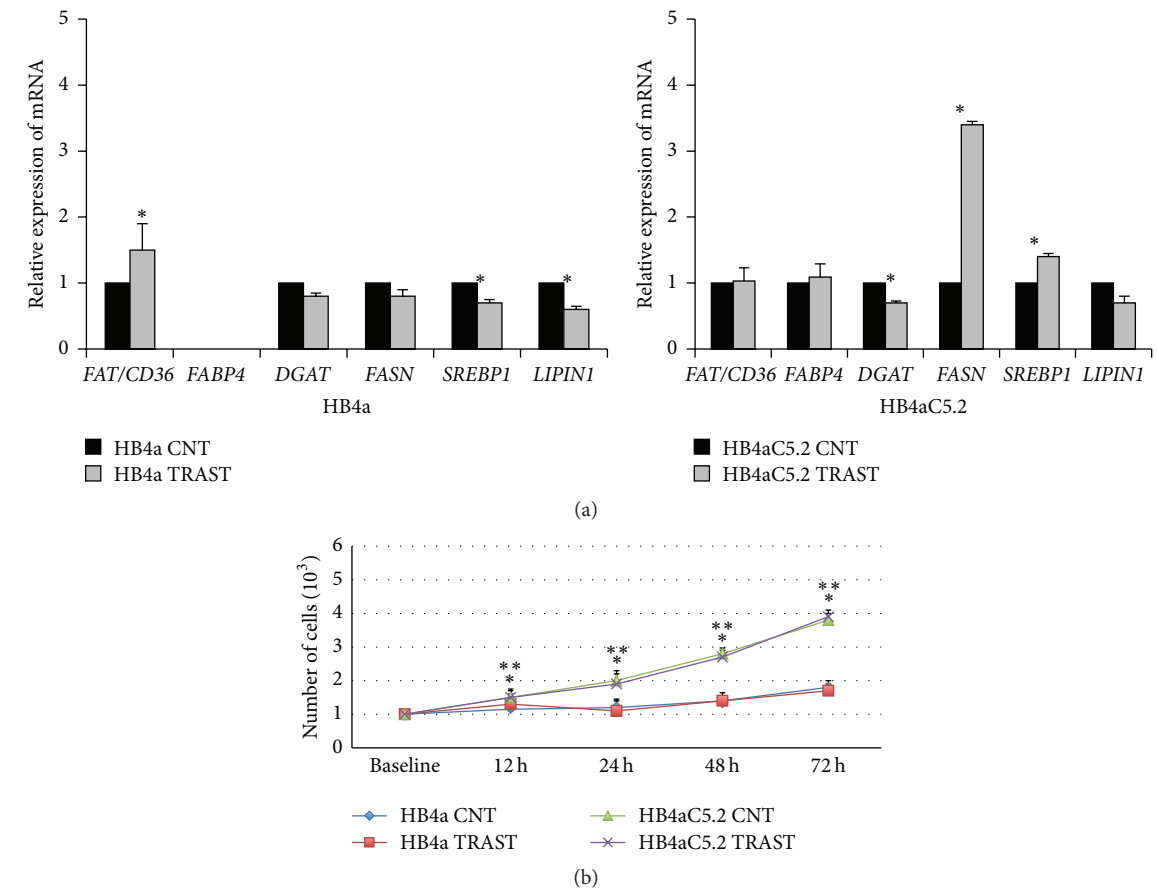 5
4
3
2
1
0
Relative expression of mRNA
*
*
*
FAT/CD36 FABP4 DGAT FASN SREBP1 LIPIN1
HB4a
HB4a CNT
HB4a TRAST
5
4
3
2
1
0
Relative expression of mRNA
*
*
*
FAT/CD36 FABP4 DGAT FASN SREBP1 LIPIN1
HB4aC5.2
HB4aC5.2 CNT
HB4aC5.2 TRAST
(a)
6
5
4
3
2
1
0
Number of cells (10³)
**
*
**
*
**
*
**
*
Baseline 12 h 24 h 48 h 72 h
HB4a CNT
HB4a TRAST
HB4aC5.2 CNT
HB4aC5.2 TRAST
(b)